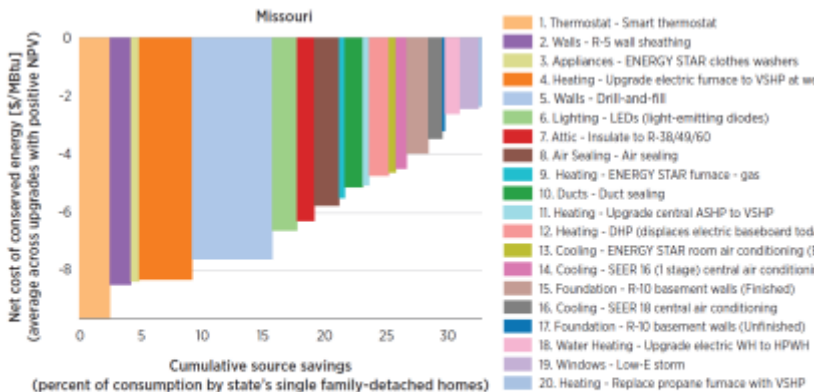 Missouri
Net cost of conserved energy [$/MBtu]
(average across upgrades with positive NPV)
0
-2
-4
-6
-8
0
5
10
15
20
25
30
Cumulative source savings
(percent of consumption by state's single family-detached homes)
1. Thermostat - Smart thermostat
2. Walls - R-5 wall sheathing
3. Appliances - ENERGY STAR clothes washers
4. Heating - Upgrade electric furnace to VSHP at we
5. Walls - Drill-and-fill
6. Lighting - LEDs (light-emitting diodes)
7. Attic - Insulate to R-38/49/60
8. Air Sealing - Air sealing
9. Heating - ENERGY STAR furnace - gas
10. Ducts - Duct sealing
11. Heating - Upgrade central ASHP to VSHP
12. Heating - DHP (displaces electric baseboard toda
13. Cooling - ENERGY STAR room air conditioning (
14. Cooling - SEER 16 (1 stage) central air conditioni
15. Foundation - R-10 basement walls (Finished)
16. Cooling - SEER 18 central air conditioning
17. Foundation - R-10 basement walls (Unfinished)
18. Water Heating - Upgrade electric WH to HPWH
19. Windows - Low-E storm
20. Heating - Replace propane furnace with VSHP